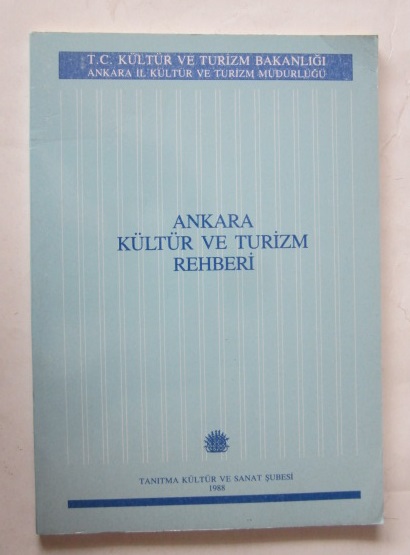 T.C. KÜLTÜR VE TURİZM BAKANLIĞI
ANKARA İL KÜLTÜR VE TURİZM MÜDÜRLÜĞÜ
ANKARA
KÜLTÜR VE TURİZM
REHBERİ
TANITMA KÜLTÜR VE SANAT ŞUBESİ
1988